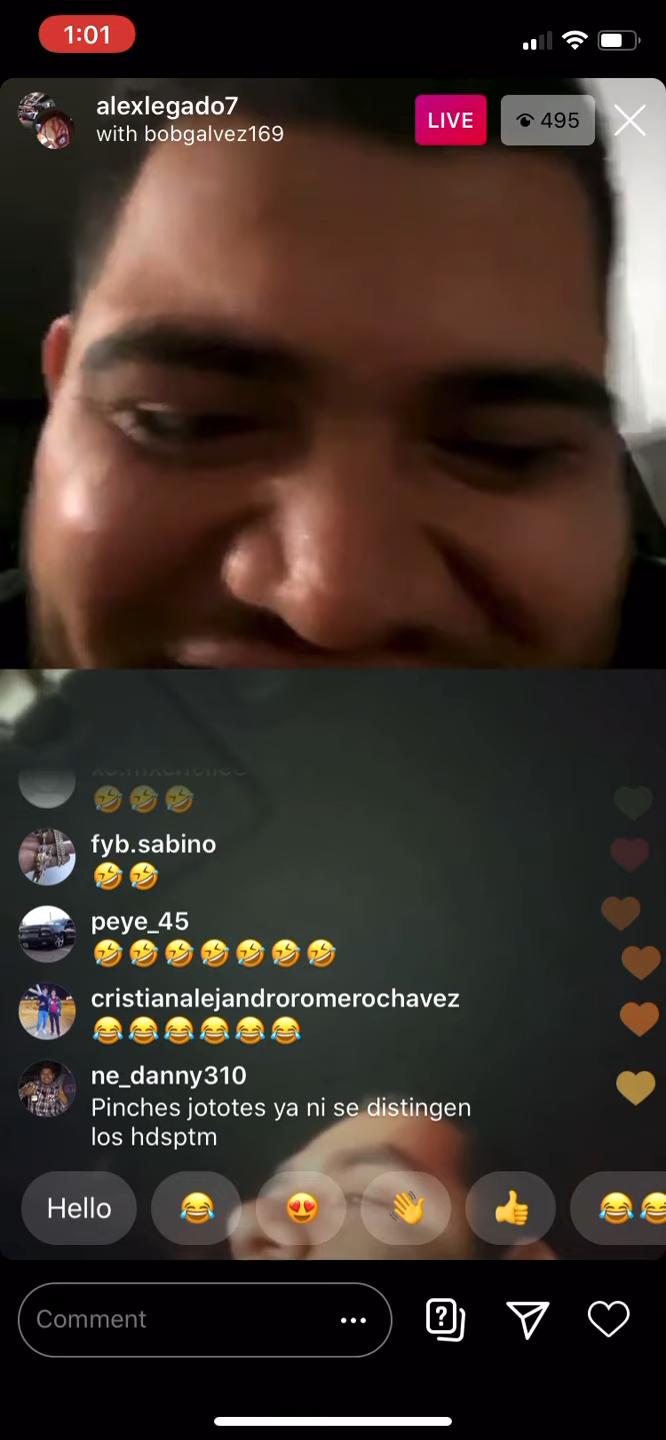 1:01
alexlegado7
with bobgalvez169
LIVE
495
🤣🤣🤣
fyb.sabino
🤣🤣
peye_45
🤣🤣🤣🤣🤣🤣🤣
cristianalejandroromerochavez
😂😂😂😂😂😂
ne_danny310
Pinches jototes ya ni se distingen
los hdsptm
Hello 😂 😍 👋 👍 😂😂
Comment